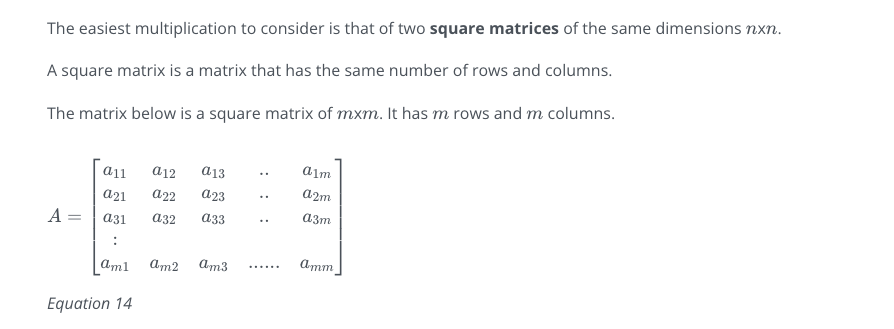 The easiest multiplication to consider is that of two square matrices of the same dimensions nxn.
A square matrix is a matrix that has the same number of rows and columns.
The matrix below is a square matrix of mxm. It has m rows and m columns.
A = [a11 a12 a13 .. a1m
a21 a22 a23 .. a2m
a31 a32 a33 .. a3m
:
am1 am2 am3 ...... amm]
Equation 14